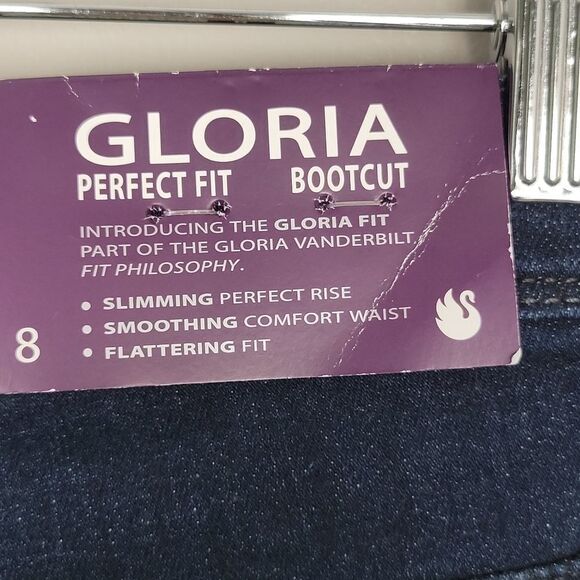 GLORIA
PERFECT FIT BOOTCUT
INTRODUCING THE GLORIA FIT
PART OF THE GLORIA VANDERBILT
FIT PHILOSOPHY.
• SLIMMING PERFECT RISE
• SMOOTHING COMFORT WAIST
• FLATTERING FIT
8